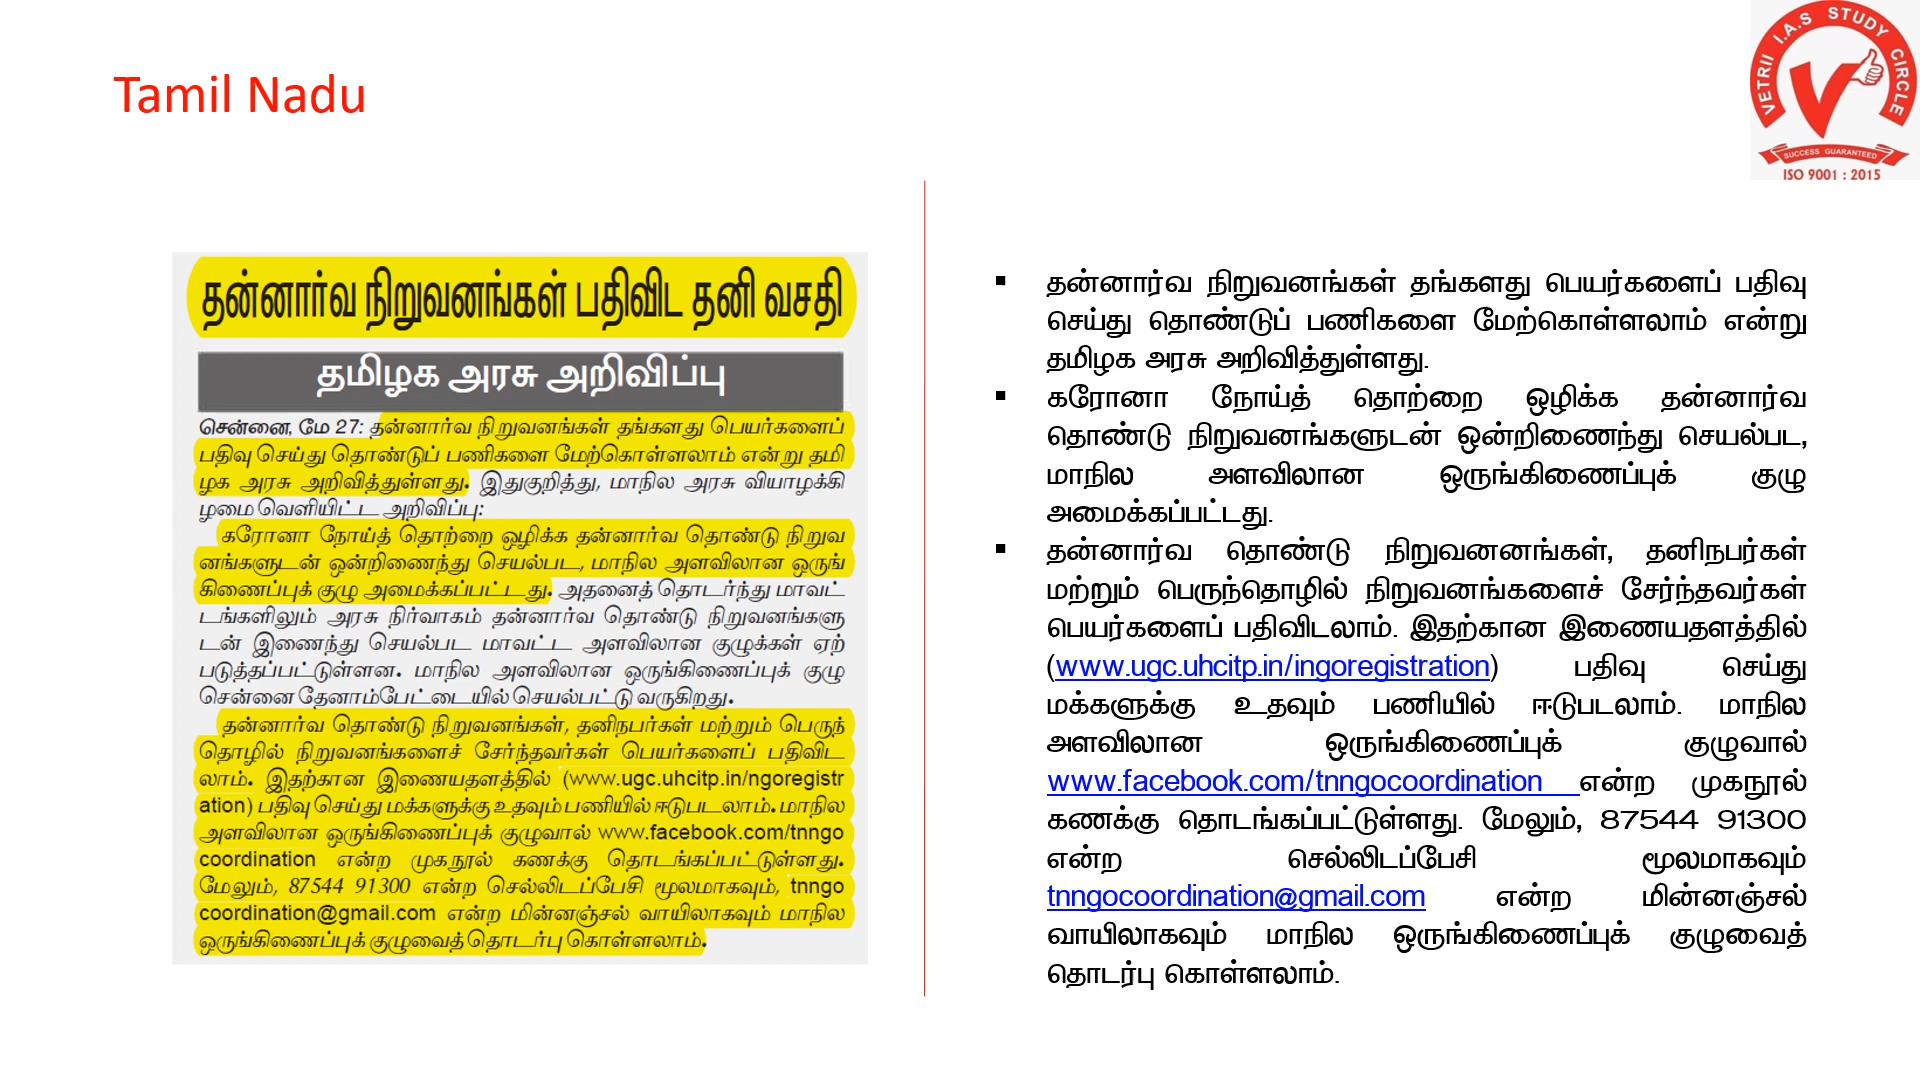 Tamil Nadu
VETRII I.A.S STUDY CIRCLE
SUCCESS GUARANTEED
ISO 9001 : 2015
தன்னார்வ நிறுவனங்கள் பதிவிட தனி வசதி
தமிழக அரசு அறிவிப்பு
சென்னை, மே 27: தன்னார்வ நிறுவனங்கள் தங்களது பெயர்களைப்
பதிவு செய்து தொண்டுப் பணிகளை மேற்கொள்ளலாம் என்று தமி
ழக அரசு அறிவித்துள்ளது. இதுகுறித்து, மாநில அரசு வியாழக்கி
ழமை வெளியிட்ட அறிவிப்பு:
கரோனா நோய்த் தொற்றை ஒழிக்க தன்னார்வ தொண்டு நிறுவ
னங்களுடன் ஒன்றிணைந்து செயல்பட, மாநில அளவிலான ஒருங்
கிணைப்புக் குழு அமைக்கப்பட்டது. அதனைத் தொடர்ந்து மாவட்
டங்களிலும் அரசு நிர்வாகம் தன்னார்வ தொண்டு நிறுவனங்களு
டன் இணைந்து செயல்பட மாவட்ட அளவிலான குழுக்கள் ஏற்
படுத்தப்பட்டுள்ளன. மாநில அளவிலான ஒருங்கிணைப்புக் குழு
சென்னை தேனாம்பேட்டையில் செயல்பட்டு வருகிறது.
தன்னார்வ தொண்டு நிறுவனங்கள், தனிநபர்கள் மற்றும் பெருந்
தொழில் நிறுவனங்களைச் சேர்ந்தவர்கள் பெயர்களைப் பதிவிட
லாம். இதற்கான இணையதளத்தில் (www.ugc.uhcitp.in/ngoregistr
ation) பதிவு செய்து மக்களுக்கு உதவும் பணியில் ஈடுபடலாம். மாநில
அளவிலான ஒருங்கிணைப்புக் குழுவால் www.facebook.com/tnngo
coordination என்ற முகநூல் கணக்கு தொடங்கப்பட்டுள்ளது.
மேலும், 87544 91300 என்ற செல்லிடப்பேசி மூலமாகவும், tnngo
coordination@gmail.com என்ற மின்னஞ்சல் வாயிலாகவும் மாநில
ஒருங்கிணைப்புக் குழுவைத் தொடர்பு கொள்ளலாம்.
▪ தன்னார்வ நிறுவனங்கள் தங்களது பெயர்களைப் பதிவு
செய்து தொண்டுப் பணிகளை மேற்கொள்ளலாம் என்று
தமிழக அரசு அறிவித்துள்ளது.
▪ கரோனா நோய்த் தொற்றை ஒழிக்க தன்னார்வ
தொண்டு நிறுவனங்களுடன் ஒன்றிணைந்து செயல்பட,
மாநில அளவிலான ஒருங்கிணைப்புக் குழு
அமைக்கப்பட்டது.
▪ தன்னார்வ தொண்டு நிறுவனனங்கள், தனிநபர்கள்
மற்றும் பெருந்தொழில் நிறுவனங்களைச் சேர்ந்தவர்கள்
பெயர்களைப் பதிவிடலாம். இதற்கான இணையதளத்தில்
(www.ugc.uhcitp.in/ingoregistration) பதிவு செய்து
மக்களுக்கு உதவும் பணியில் ஈடுபடலாம். மாநில
அளவிலான ஒருங்கிணைப்புக் குழுவால்
www.facebook.com/tnngocoordination என்ற முகநூல்
கணக்கு தொடங்கப்பட்டுள்ளது. மேலும், 87544 91300
என்ற செல்லிடப்பேசி மூலமாகவும்
tnngocoordination@gmail.com என்ற மின்னஞ்சல்
வாயிலாகவும் மாநில ஒருங்கிணைப்புக் குழுவைத்
தொடர்பு கொள்ளலாம்.